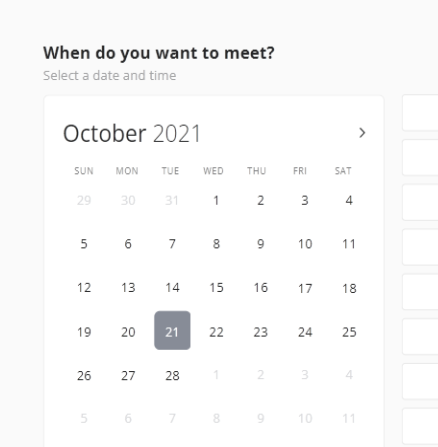 When do you want to meet?
Select a date and time
October 2021
SUN MON TUE WED THU FRI SAT
29 30 31 1 2 3 4
5 6 7 8 9 10 11
12 13 14 15 16 17 18
19 20 21 22 23 24 25
26 27 28 1 2 3 4
5 6 7 8 9 10 11